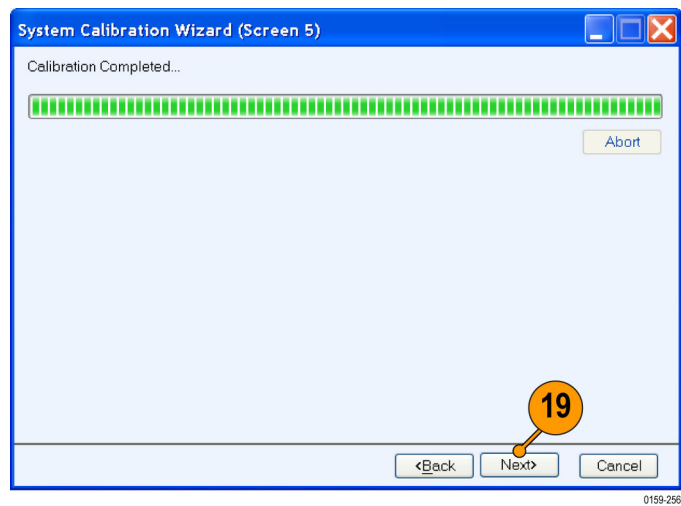 System Calibration Wizard (Screen 5)
Calibration Completed...
Abort
19
<Back Next> Cancel
0159-256